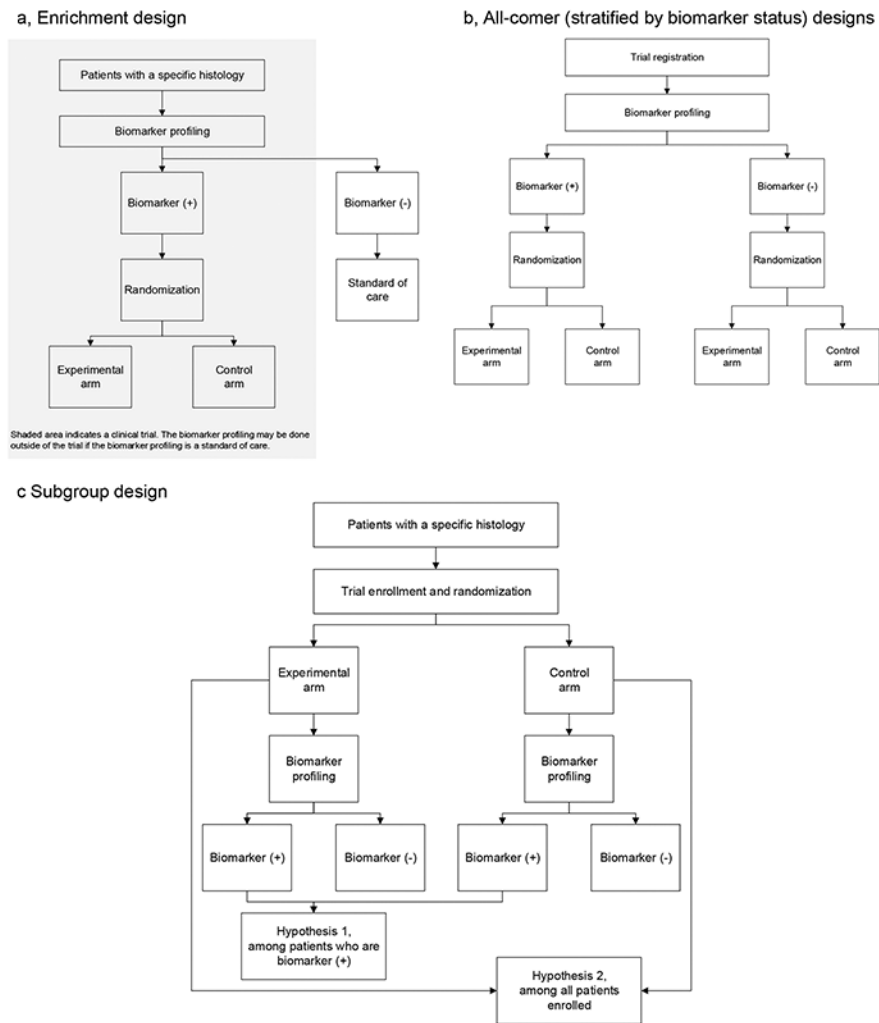 a, Enrichment design
Patients with a specific histology
Biomarker profiling
Biomarker (+)
Biomarker (-)
Randomization
Standard of
care
Experimental
arm
Control
arm
Shaded area indicates a clinical trial. The biomarker profiling may be done
outside of the trial if the biomarker profiling is a standard of care.
b, All-comer (stratified by biomarker status) designs
Trial registration
Biomarker profiling
Biomarker (+)
Biomarker (-)
Randomization
Randomization
Experimental
arm
Control
arm
Experimental
arm
Control
arm
c Subgroup design
Patients with a specific histology
Trial enrollment and randomization
Experimental
arm
Control
arm
Biomarker
profiling
Biomarker
profiling
Biomarker (+)
Biomarker (-)
Biomarker (+)
Biomarker (-)
Hypothesis 1,
among patients who are
biomarker (+)
Hypothesis 2,
among all patients
enrolled